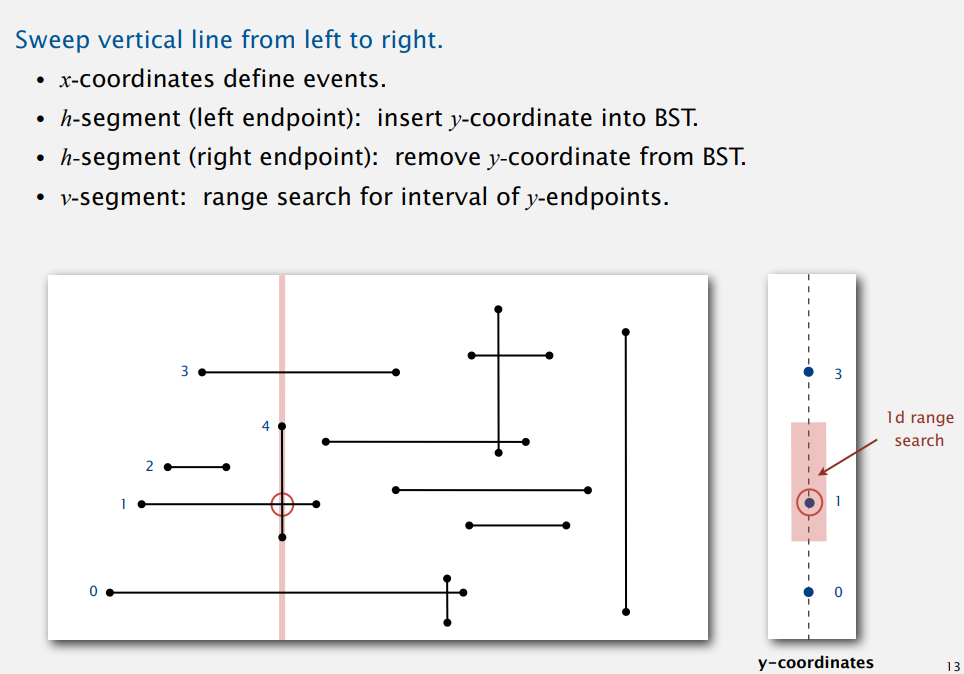 Sweep vertical line from left to right.
• x-coordinates define events.
• h-segment (left endpoint): insert y-coordinate into BST.
• h-segment (right endpoint): remove y-coordinate from BST.
• v-segment: range search for interval of y-endpoints.
3
4
2
1
0
3
1d range
search
1
0
y-coordinates
13